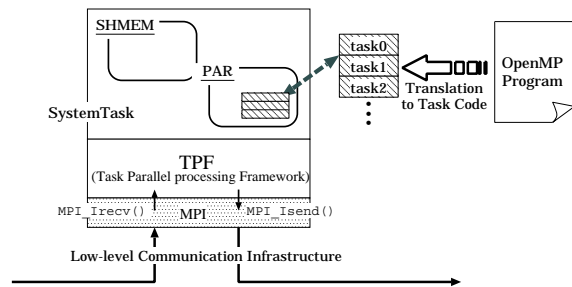 SHMEM
PAR
SystemTask
task0
task1
task2
OpenMP
Program
Translation
to Task Code
TPF
(Task Parallel processing Framework)
MPI_Irecv()
MPI
MPI_Isend()
Low-level Communication Infrastructure